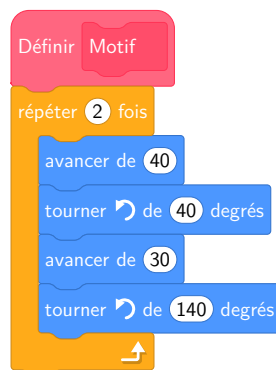 Définir Motif
répéter 2 fois
avancer de 40
tourner de 40 degrés
avancer de 30
tourner de 140 degrés